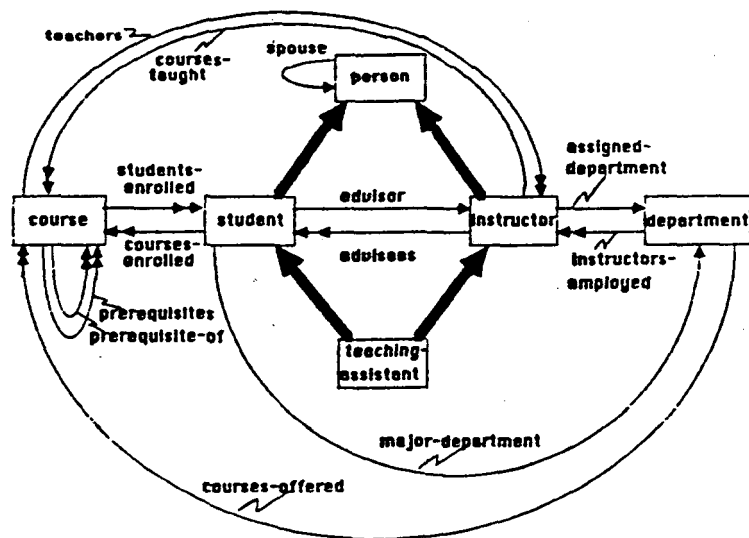 teachers
courses-
taught
spouse
person
students-
enrolled
assigned-
department
course
student
advisor
instructor
department
courses-
enrolled
advisees
instructors-
employed
prerequisites
prerequisite-of
teaching-
assistant
major-department
courses-offered